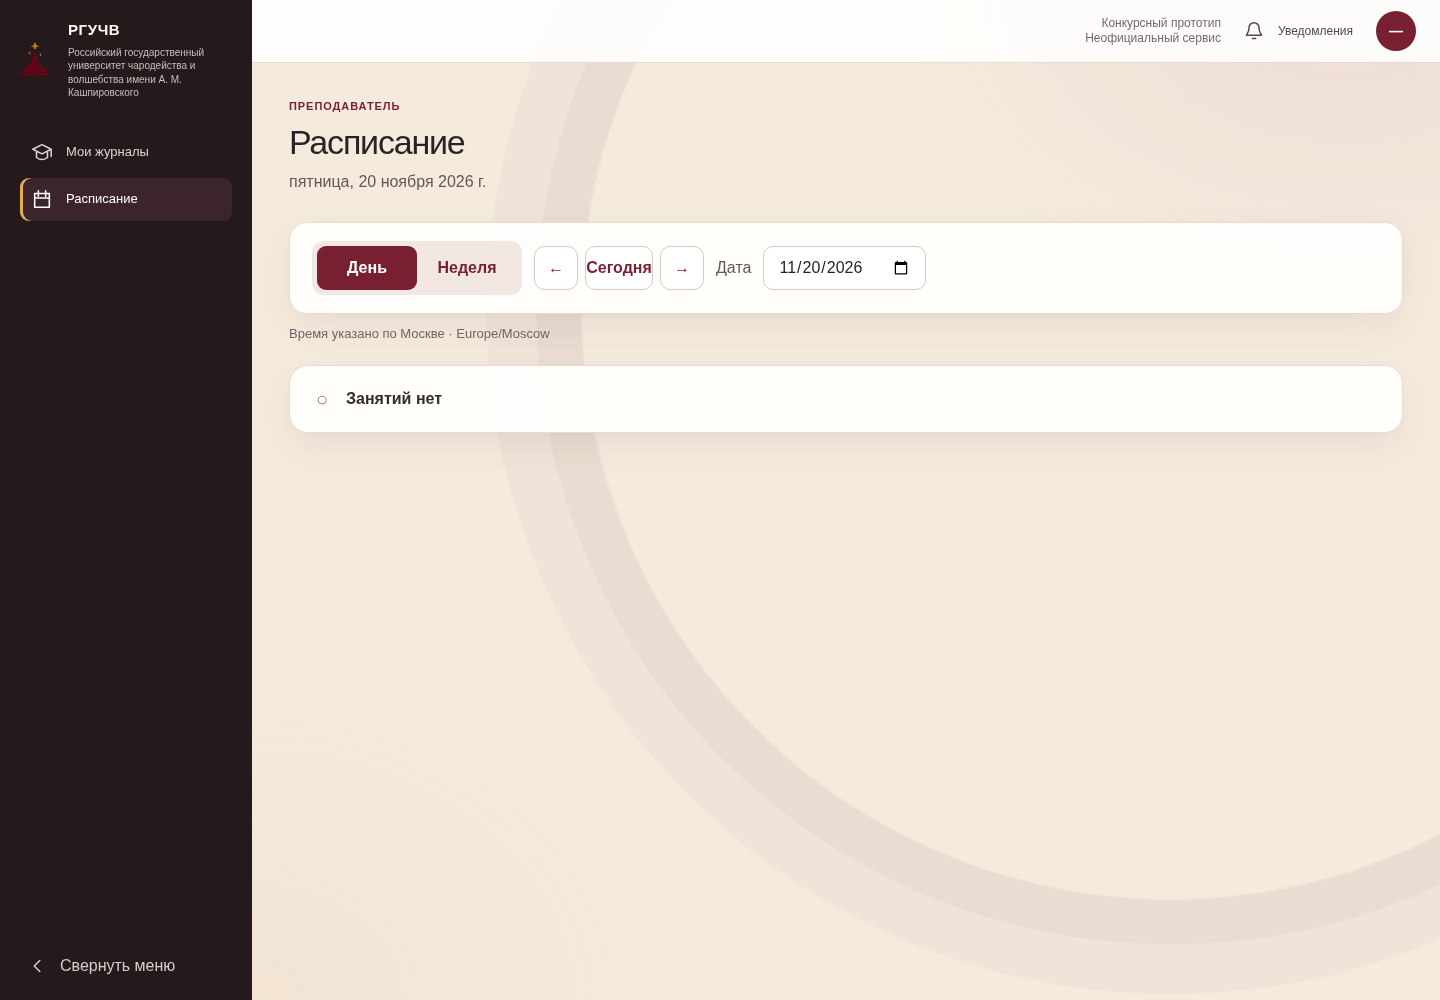 РГУЧВ
Российский государственный
университет чародейства и
волшебства имени А. М.
Кашпировского
Мои журналы
Расписание
Свернуть меню
Конкурсный прототип
Неофициальный сервис
Уведомления
—
ПРЕПОДАВАТЕЛЬ
Расписание
пятница, 20 ноября 2026 г.
День Неделя ← Сегодня → Дата 11/20/2026
Время указано по Москве · Europe/Moscow
○ Занятий нет